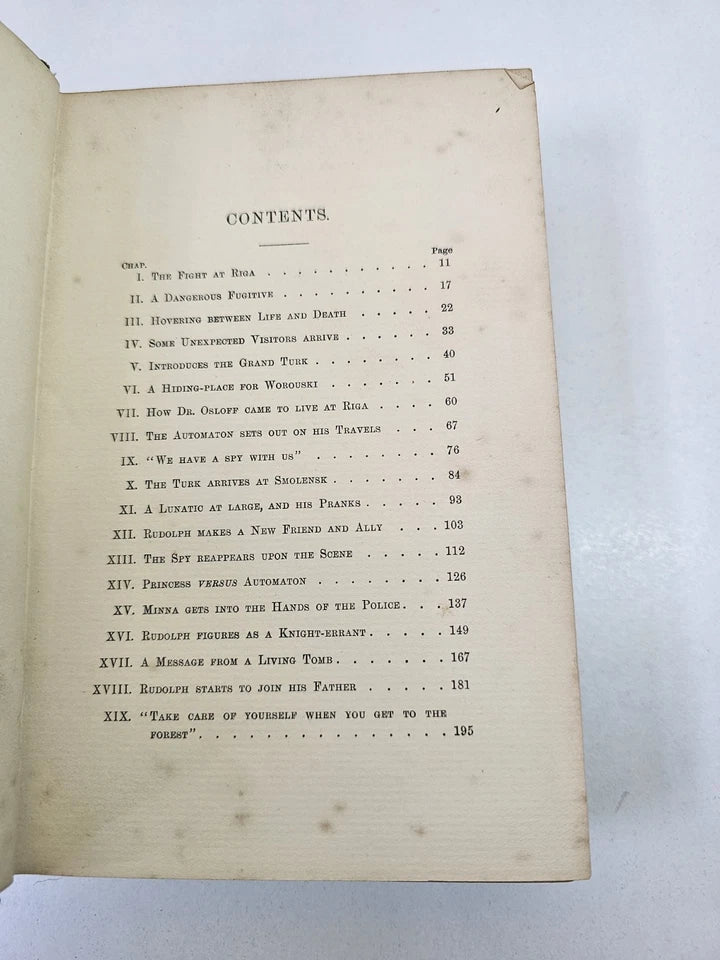 CONTENTS.
CHAP. Page
I. THE FIGHT AT RIGA . . . . . . . . . . . 11
II. A DANGEROUS FUGITIVE . . . . . . . . . . 17
III. HOVERING BETWEEN LIFE AND DEATH . . . . . 22
IV. SOME UNEXPECTED VISITORS ARRIVE . . . . . . 33
V. INTRODUCES THE GRAND TURK . . . . . . . . 40
VI. A HIDING-PLACE FOR WOROUSKI . . . . . . . 51
VII. HOW DR. OSLOFF CAME TO LIVE AT RIGA . . . . 60
VIII. THE AUTOMATON SETS OUT ON HIS TRAVELS . . . 67
IX. "WE HAVE A SPY WITH US" . . . . . . . . . 76
X. THE TURK ARRIVES AT SMOLENSK . . . . . . . 84
XI. A LUNATIC AT LARGE, AND HIS PRANKS . . . . . 93
XII. RUDOLPH MAKES A NEW FRIEND AND ALLY . . . 103
XIII. THE SPY REAPPEARS UPON THE SCENE . . . . . 112
XIV. PRINCESS VERSUS AUTOMATON . . . . . . . . 126
XV. MINNA GETS INTO THE HANDS OF THE POLICE . . . 137
XVI. RUDOLPH FIGURES AS A KNIGHT-ERRANT . . . . . 149
XVII. A MESSAGE FROM A LIVING TOMB . . . . . . . 167
XVIII. RUDOLPH STARTS TO JOIN HIS FATHER . . . . . 181
XIX. "TAKE CARE OF YOURSELF WHEN YOU GET TO THE
FOREST" . . . . . . . . . . . . . . . 195